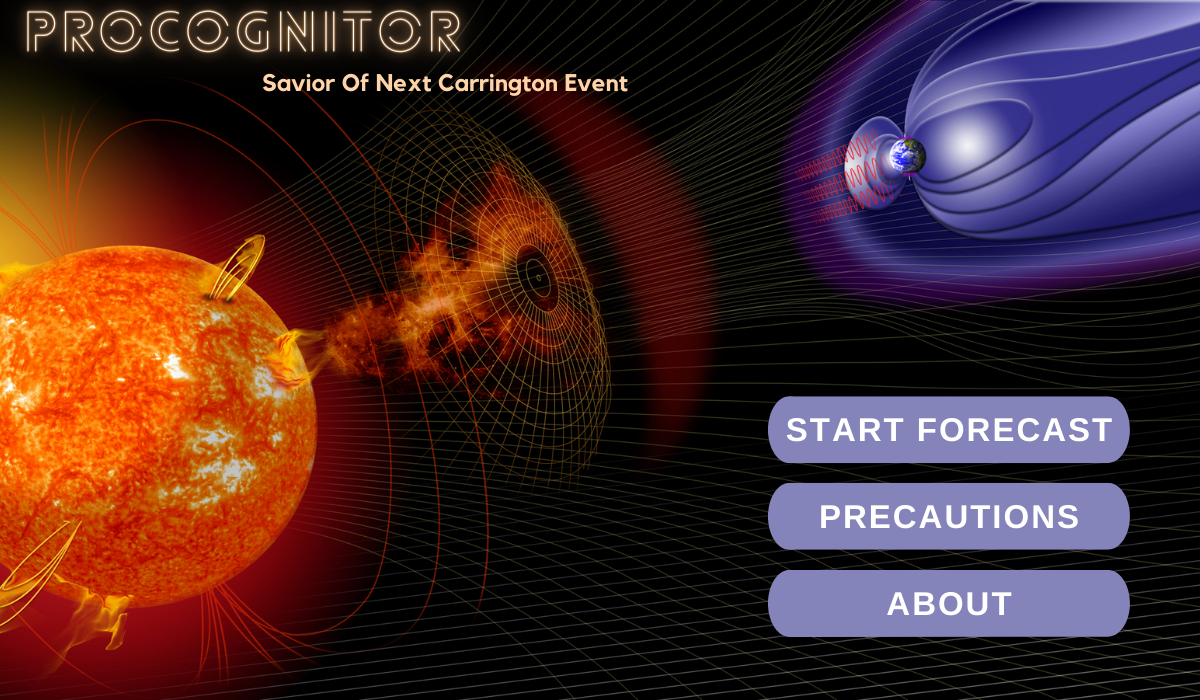 PROCOGNITOR
Savior Of Next Carrington Event
START FORECAST
PRECAUTIONS
ABOUT